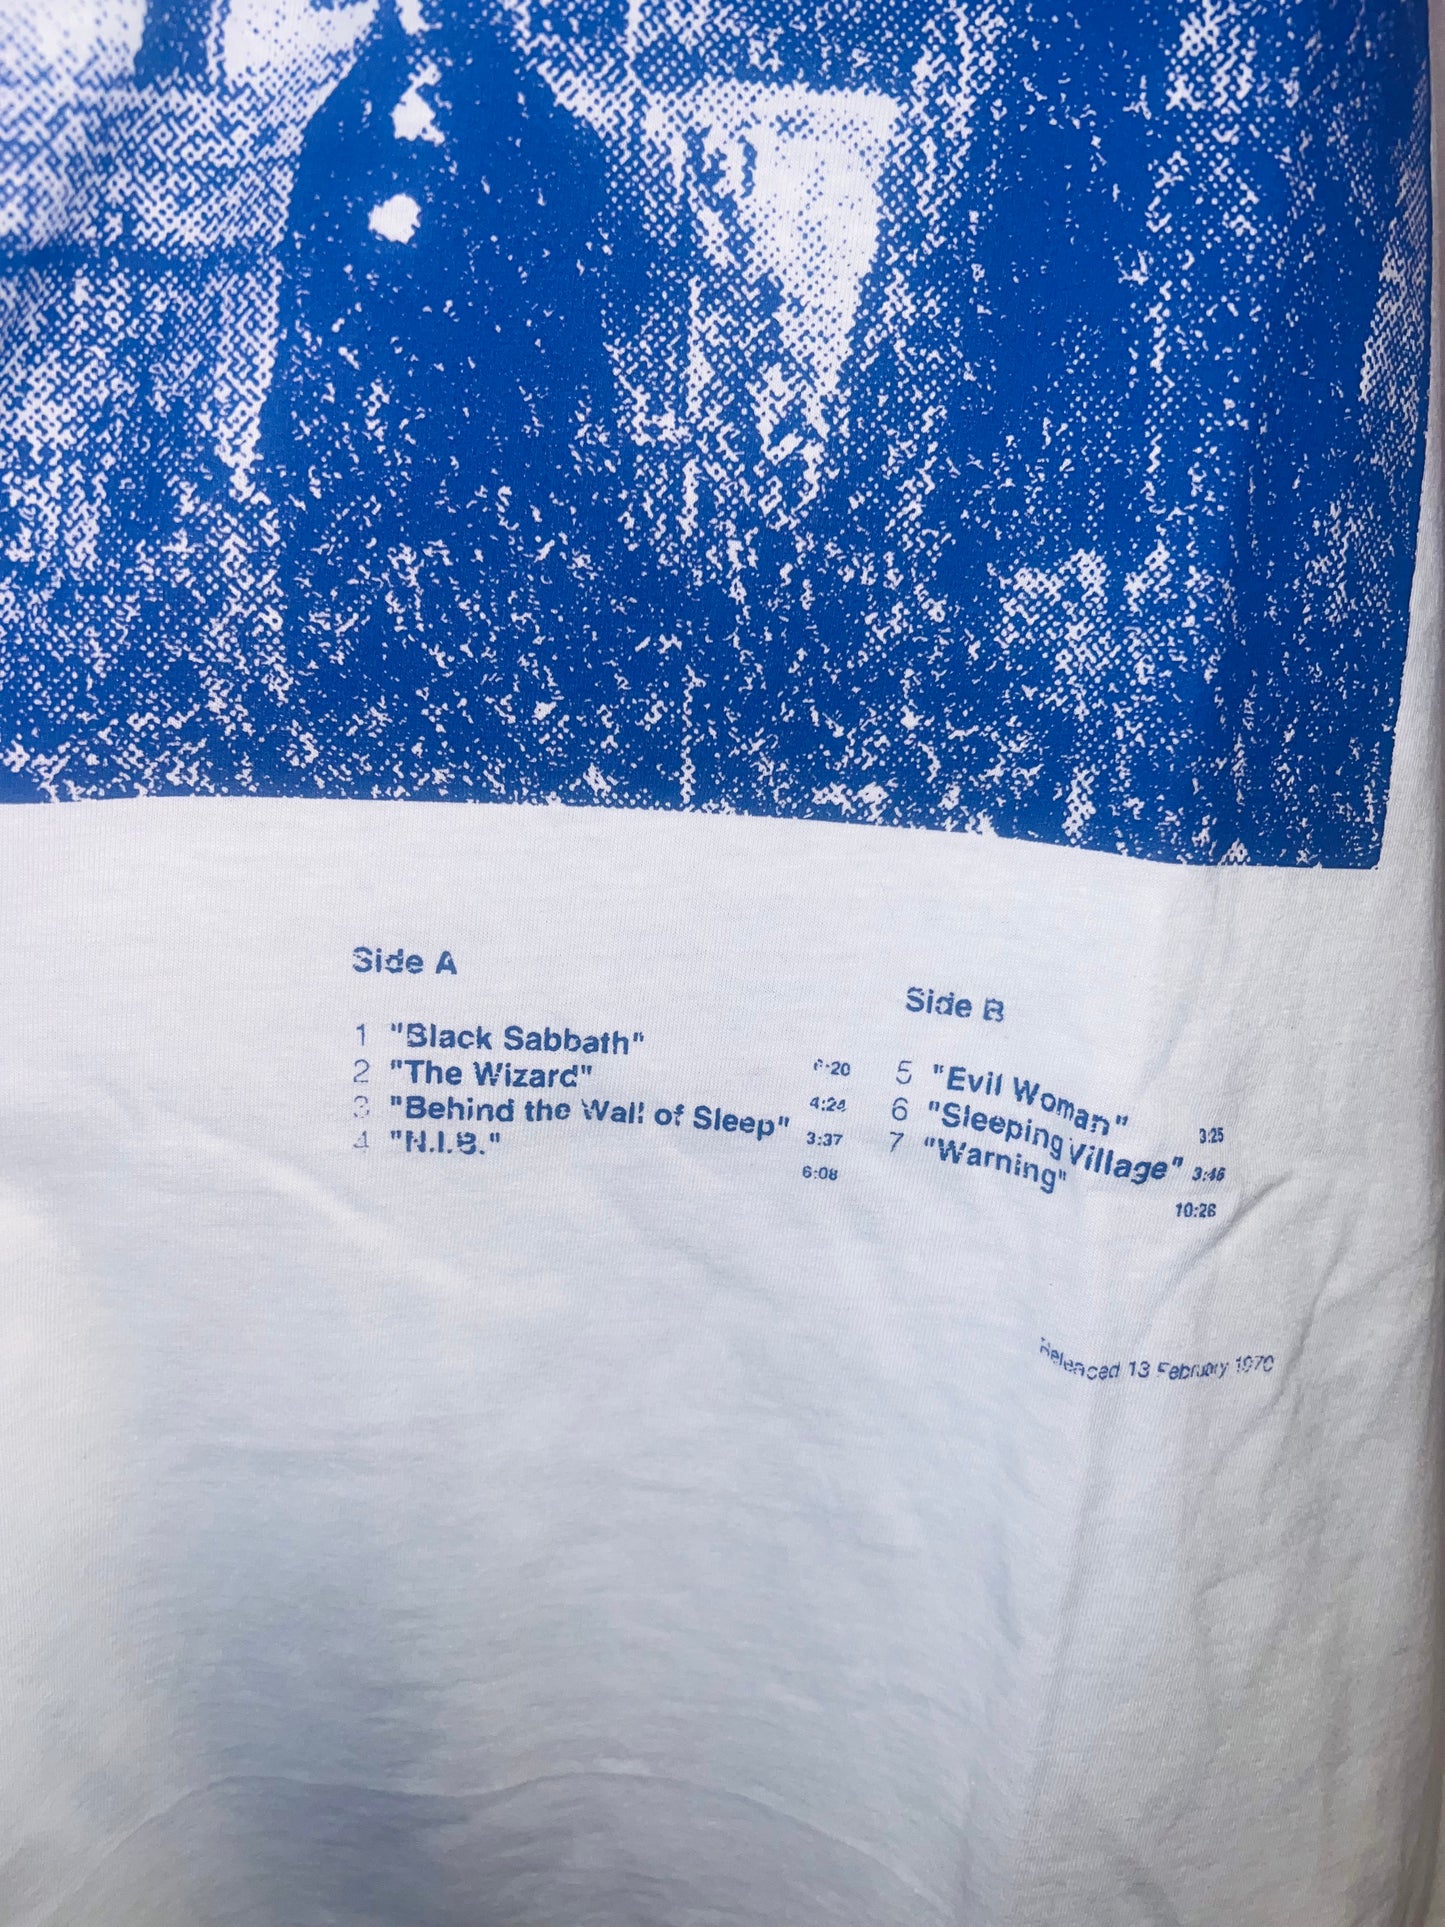 Side A
1 "Black Sabbath" 6:20
2 "The Wizard" 4:24
3 "Behind the Wall of Sleep" 3:37
4 "N.I.B." 6:08
Side B
5 "Evil Woman" 3:25
6 "Sleeping Village" 3:46
7 "Warning" 10:26
Released 13 February 1970